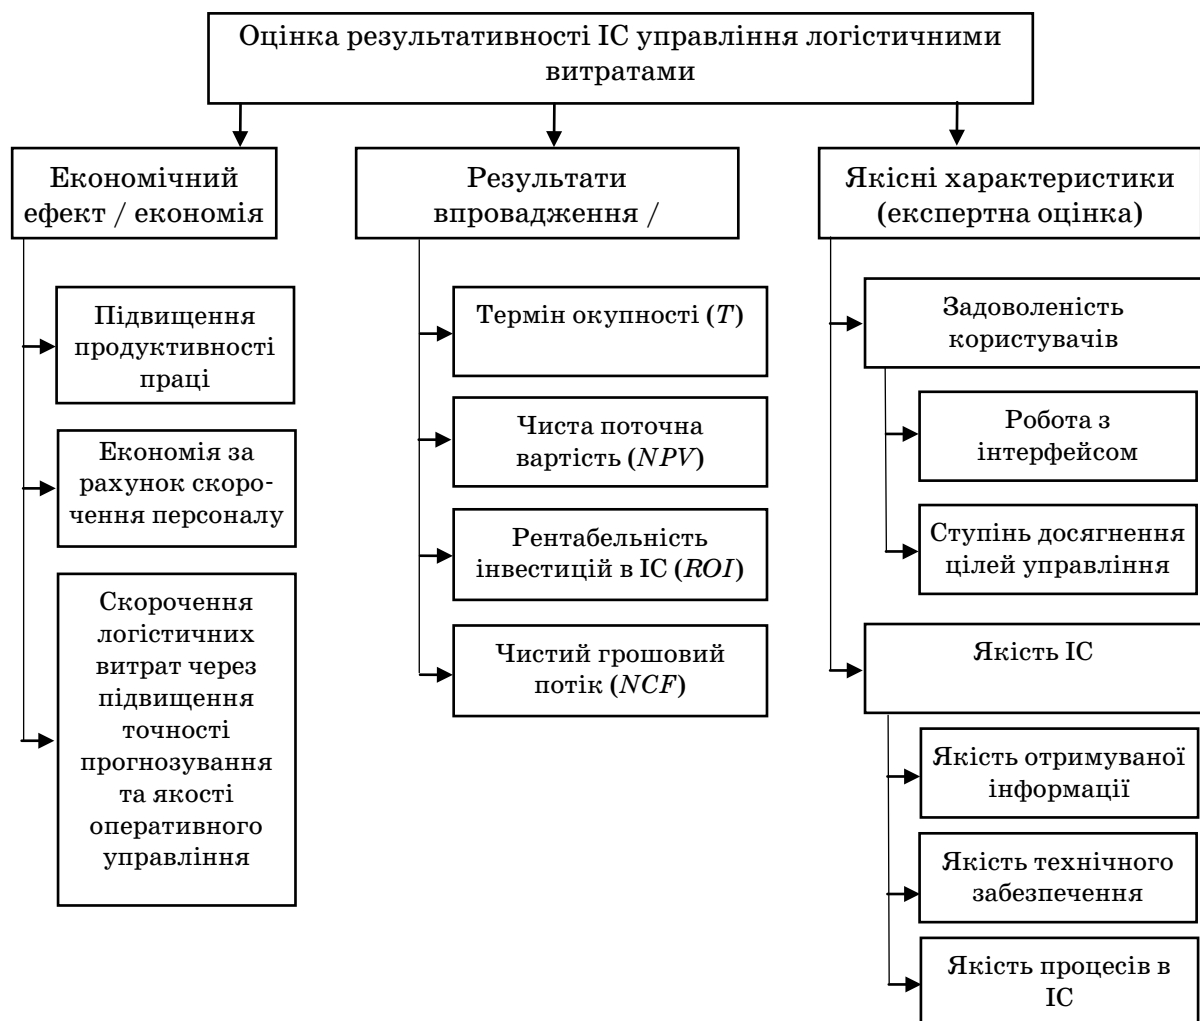 Оцінка результативності ІС управління логістичними
витратами
Економічний
ефект / економія
Підвищення
продуктивності
праці
Економія за
рахунок скоро-
чення персоналу
Скорочення
логістичних
витрат через
підвищення
точності
прогнозування
та якості
оперативного
управління
Результати
впровадження /
Термін окупності (T)
Чиста поточна
вартість (NPV)
Рентабельність
інвестицій в ІС (ROI)
Чистий грошовий
потік (NCF)
Якісні характеристики
(експертна оцінка)
Задоволеність
користувачів
Робота з
інтерфейсом
Ступінь досягнення
цілей управління
Якість ІС
Якість отримуваної
інформації
Якість технічного
забезпечення
Якість процесів в
ІС